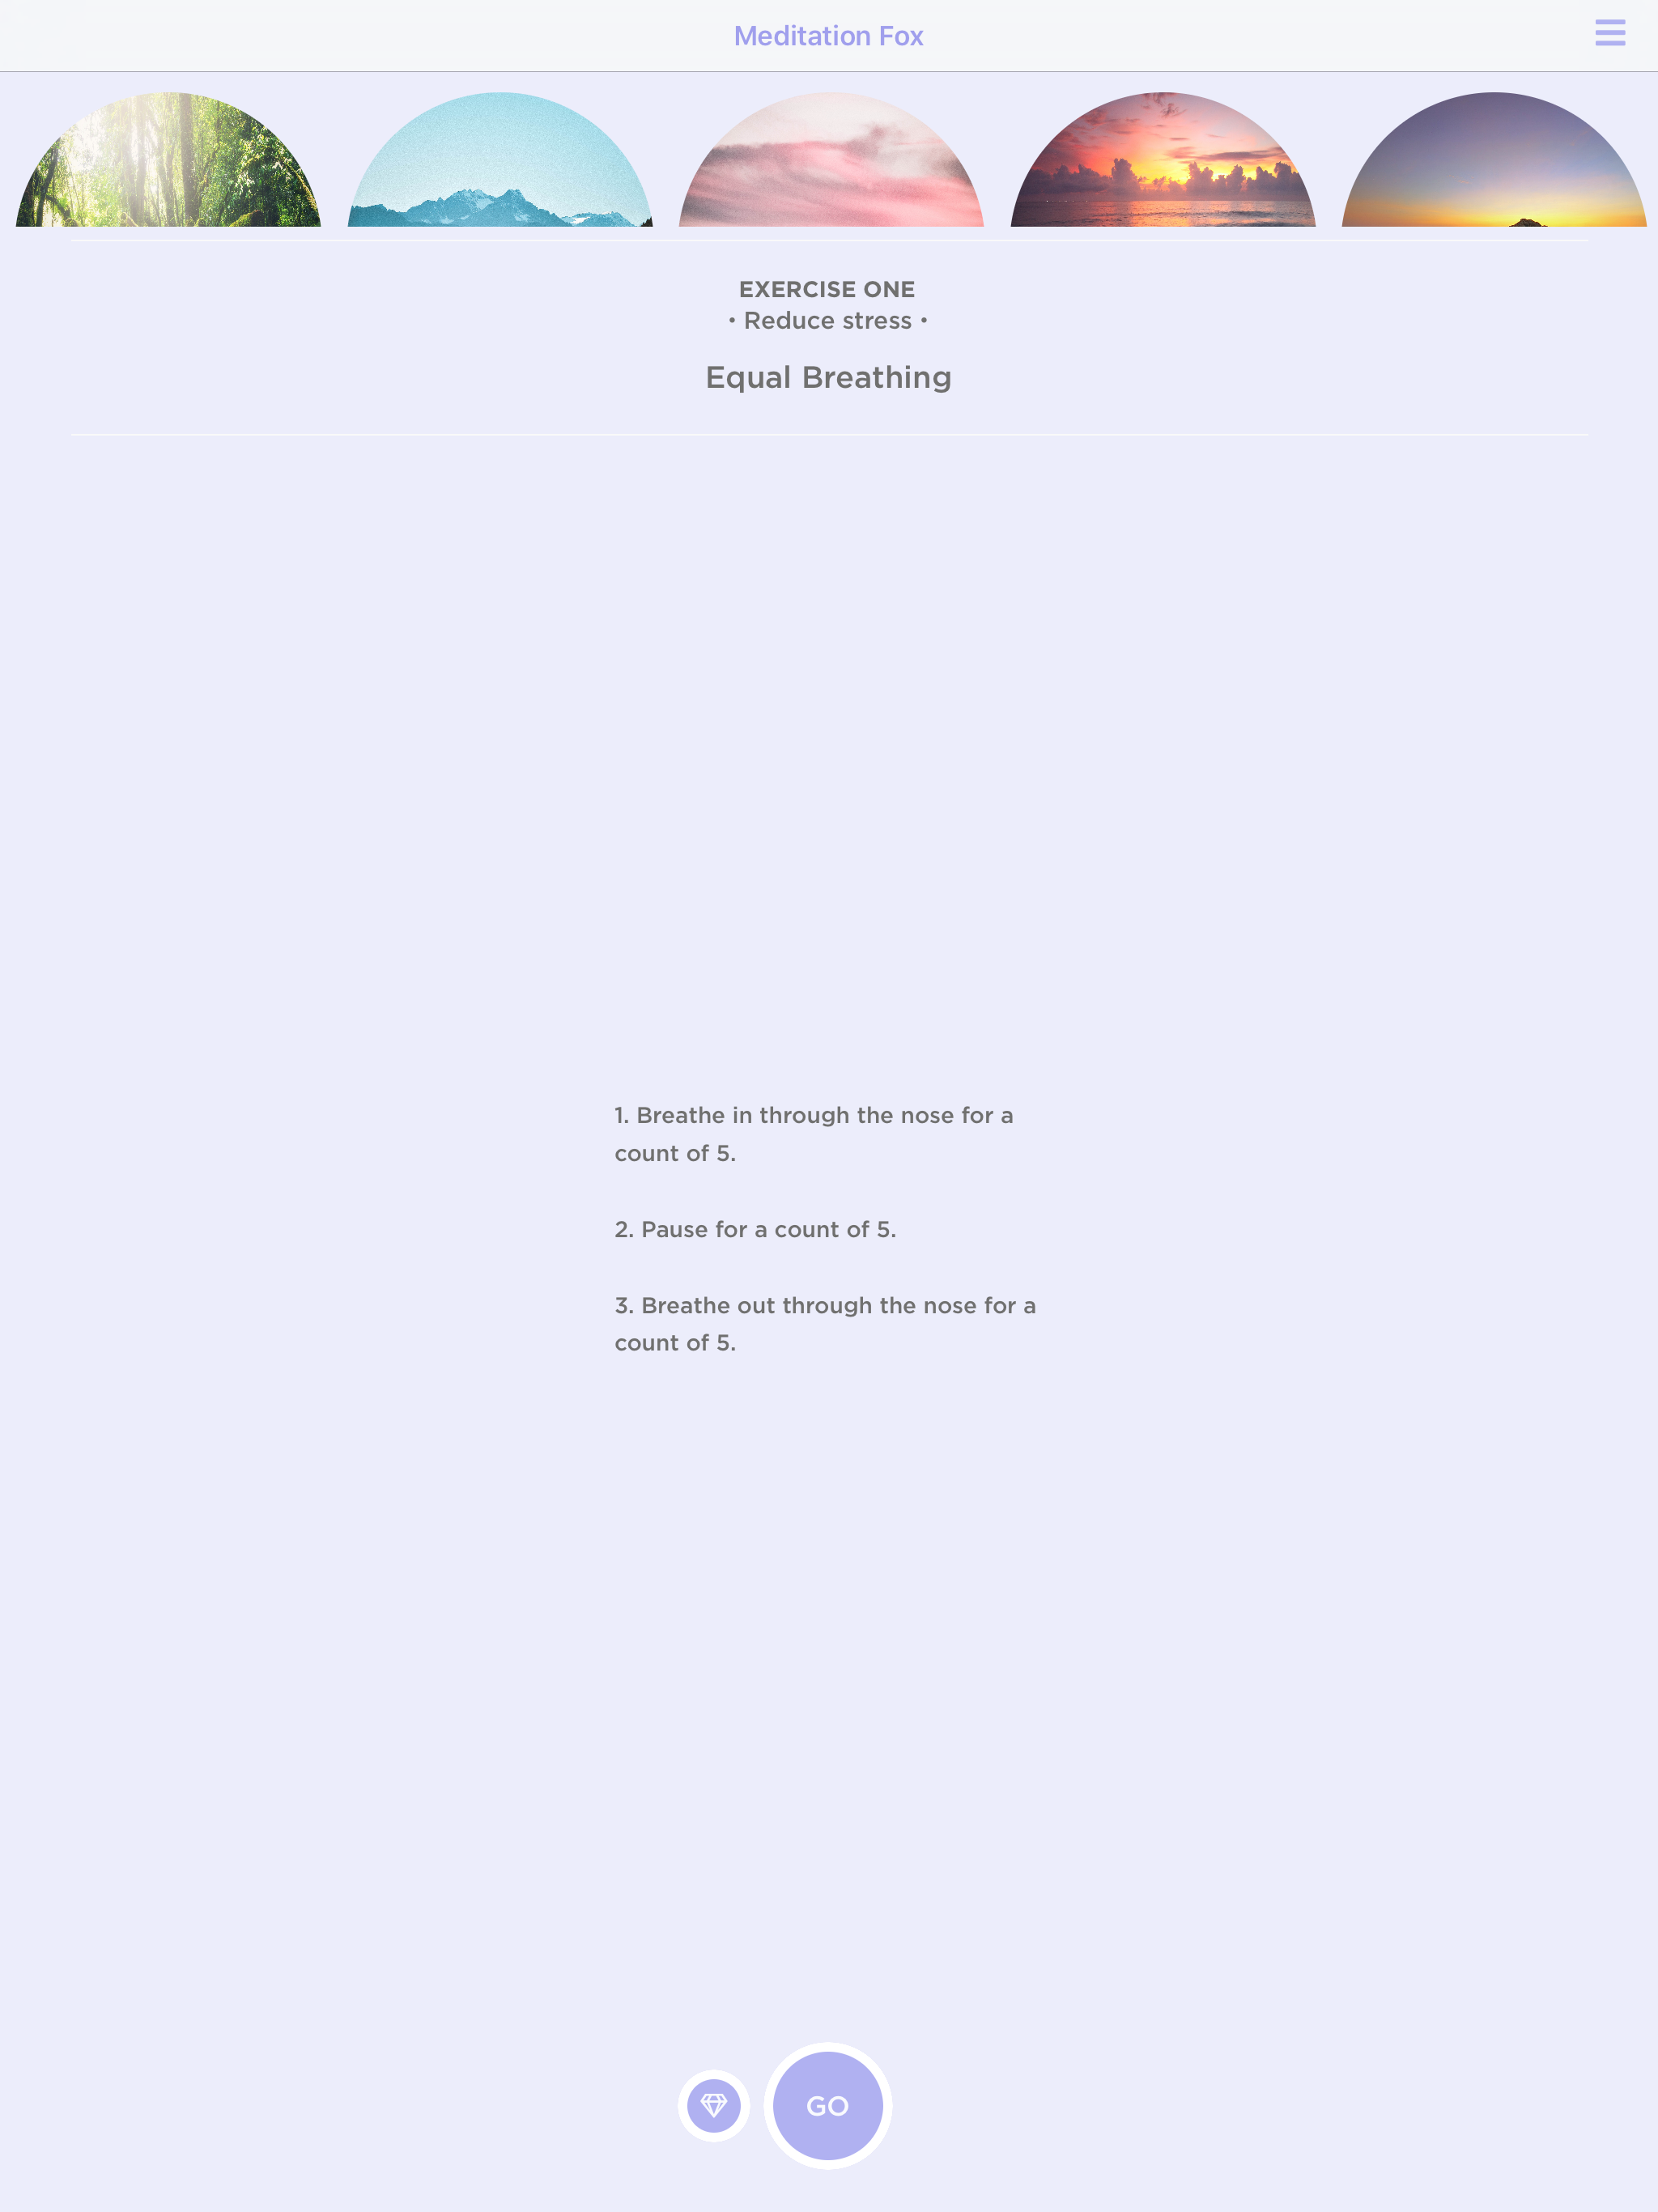 Meditation Fox
EXERCISE ONE
• Reduce stress •
Equal Breathing
1. Breathe in through the nose for a
count of 5.
2. Pause for a count of 5.
3. Breathe out through the nose for a
count of 5.
GO